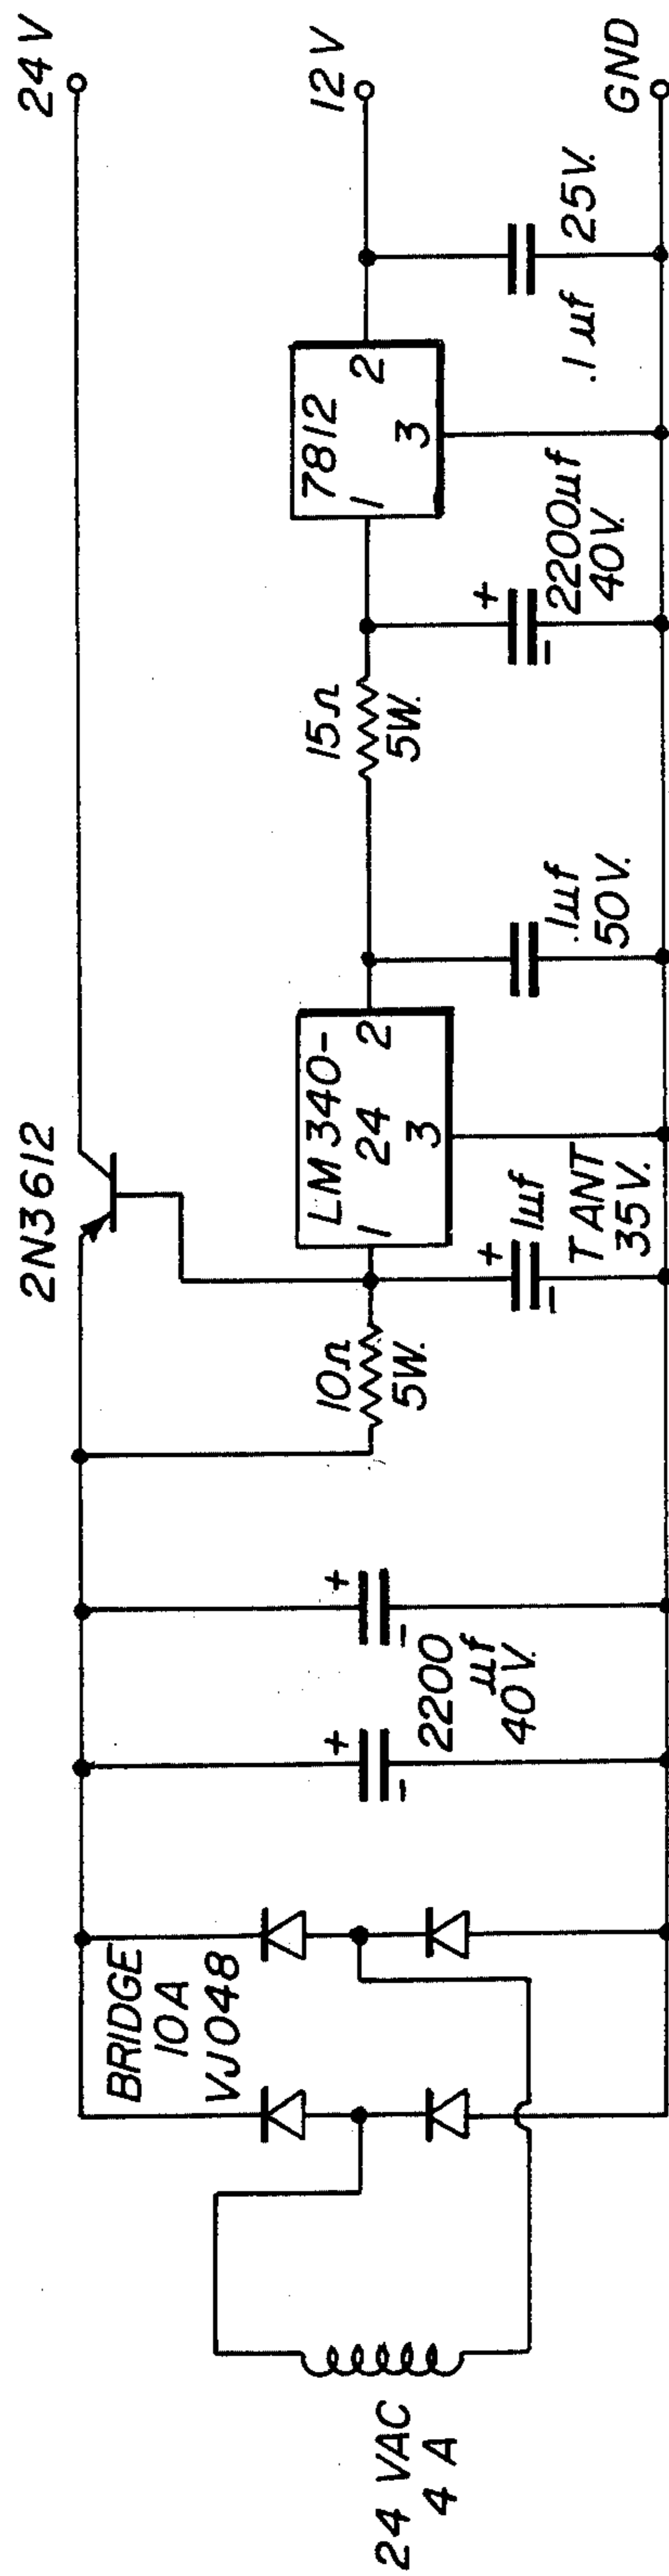 24 VAC
4 A
BRIDGE
10A
VJ048
+
-
+
-
2200
µf
40V.
2N3612
10Ω
5W.
LM340-
24
1
2
3
+
-
1µf
TANT
35V.
.1µf
50V.
15Ω
5W.
+
-
2200µf
40V.
7812
1
2
3
.1µf
25V.
24V
12V
GND